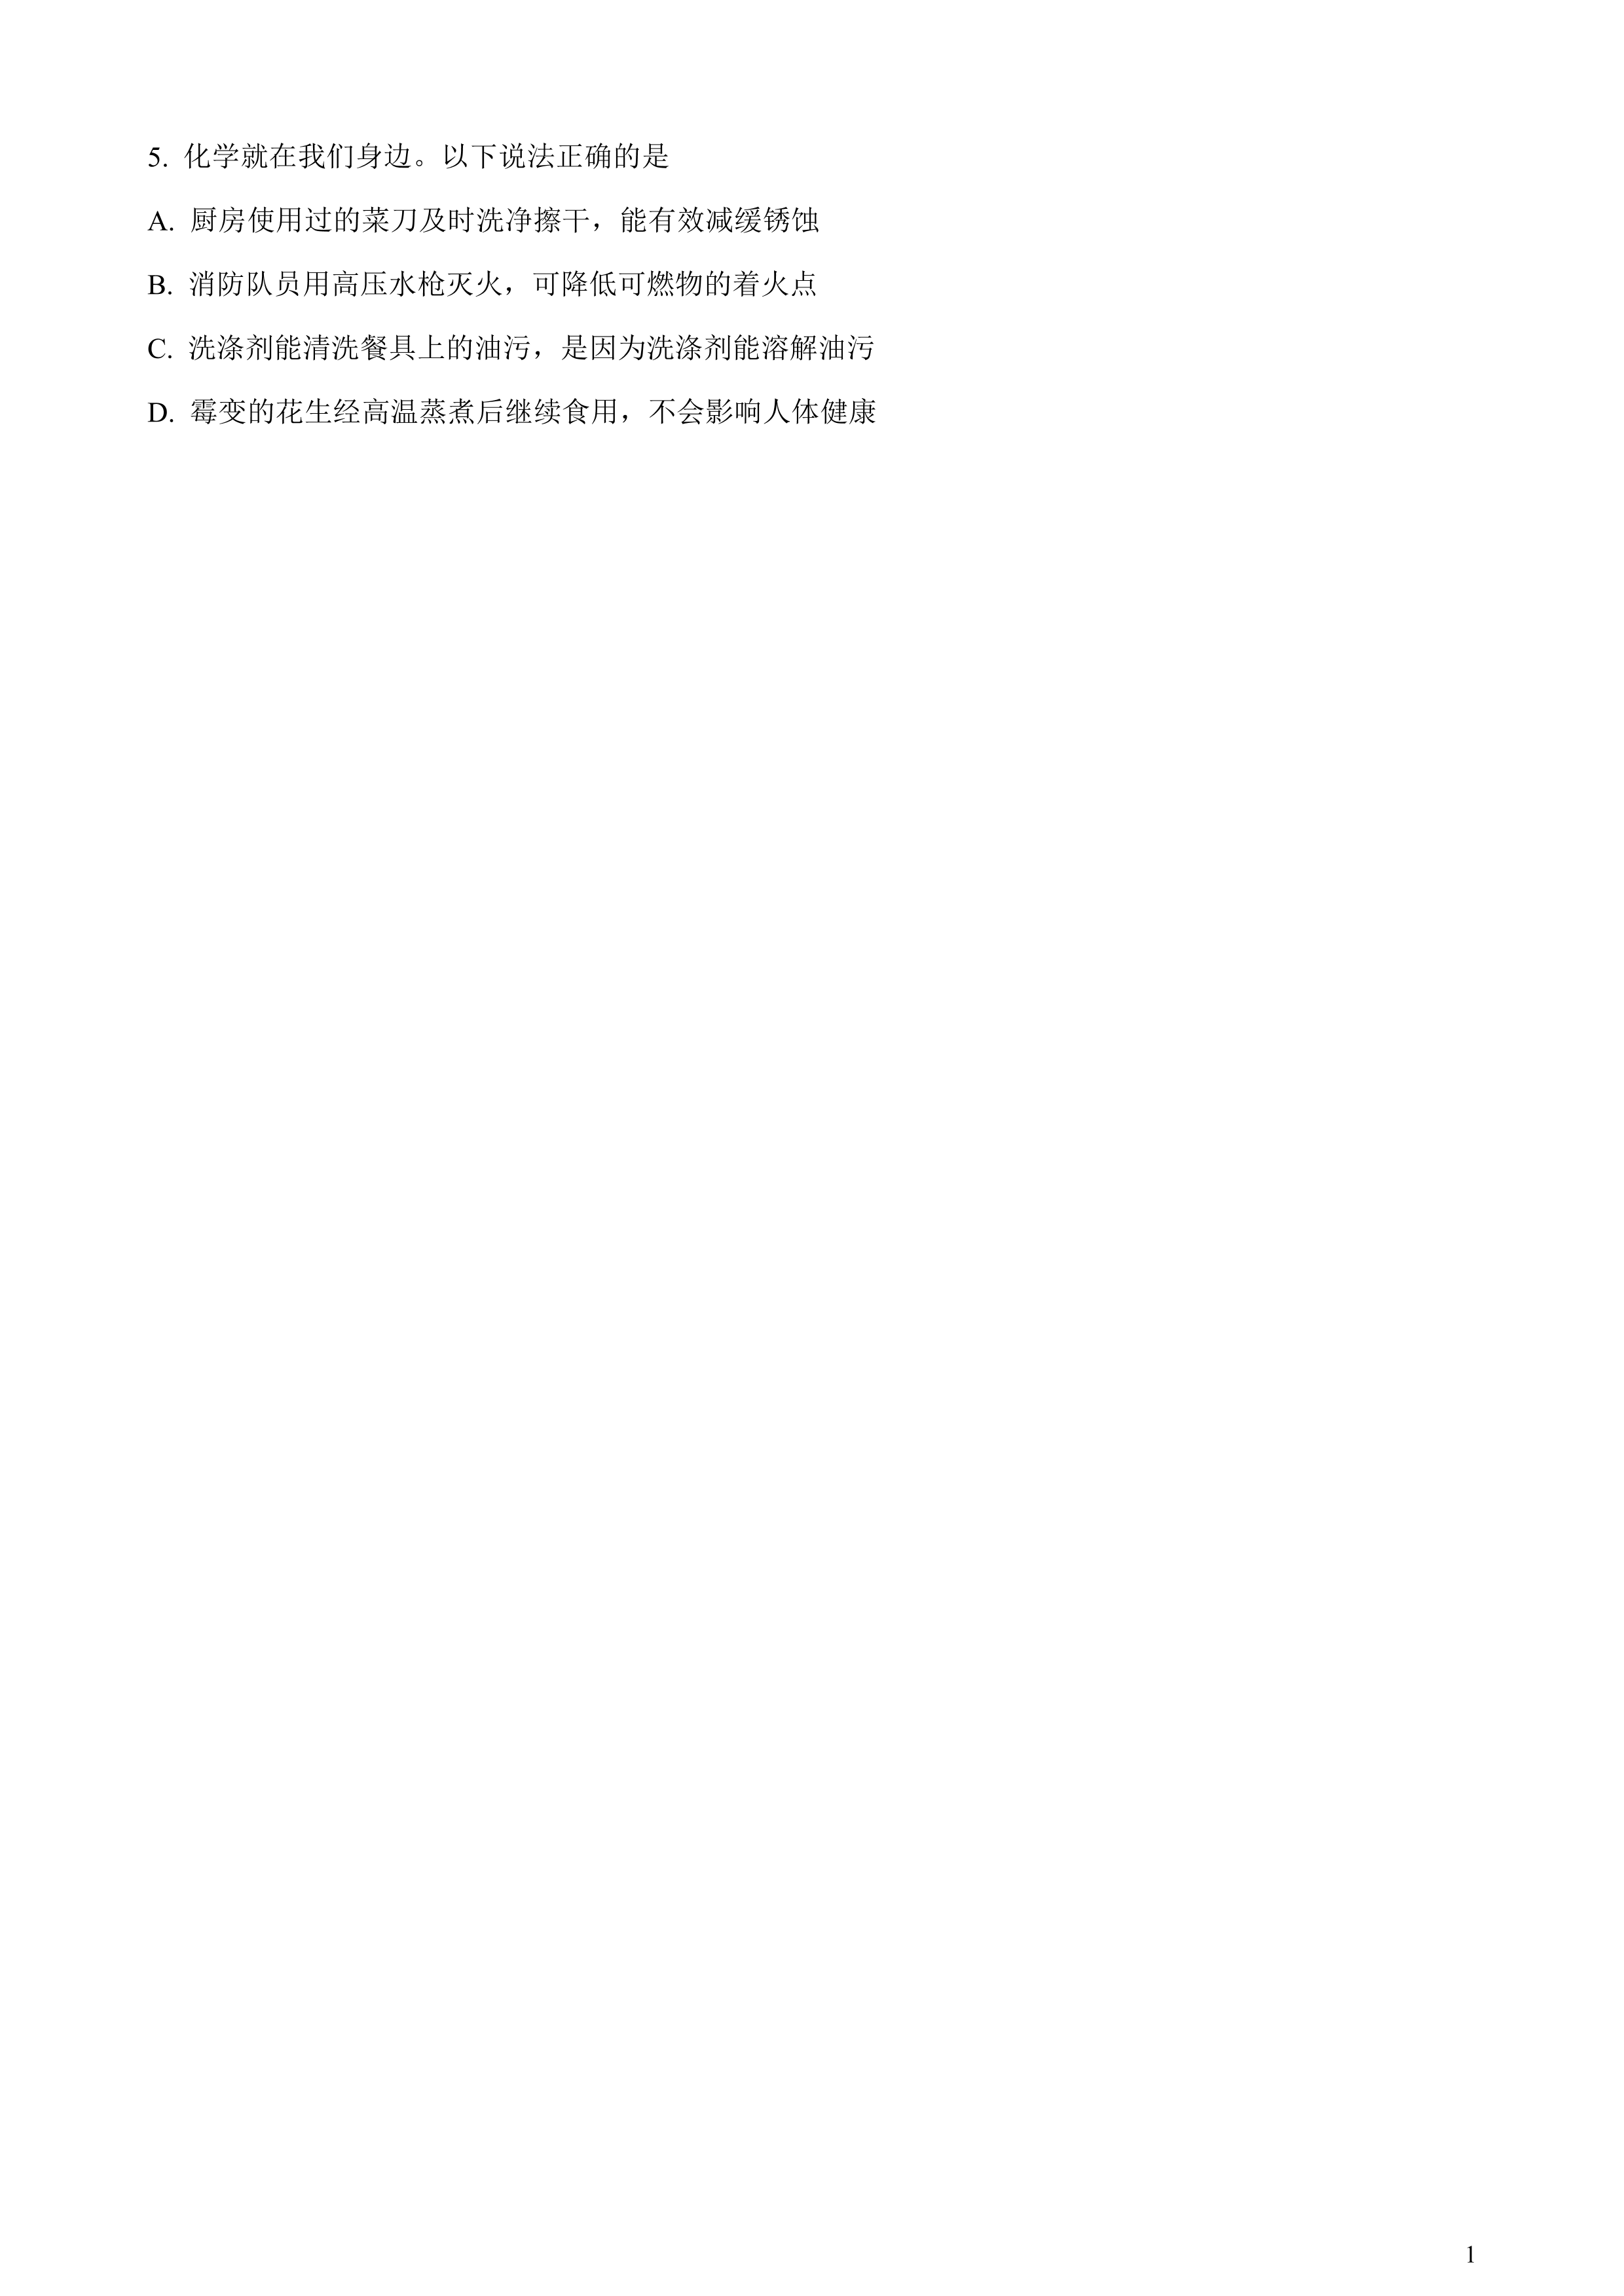 5. 化学就在我们身边。以下说法正确的是
A. 厨房使用过的菜刀及时洗净擦干，能有效减缓锈蚀
B. 消防队员用高压水枪灭火，可降低可燃物的着火点
C. 洗涤剂能清洗餐具上的油污，是因为洗涤剂能溶解油污
D. 霉变的花生经高温蒸煮后继续食用，不会影响人体健康
1